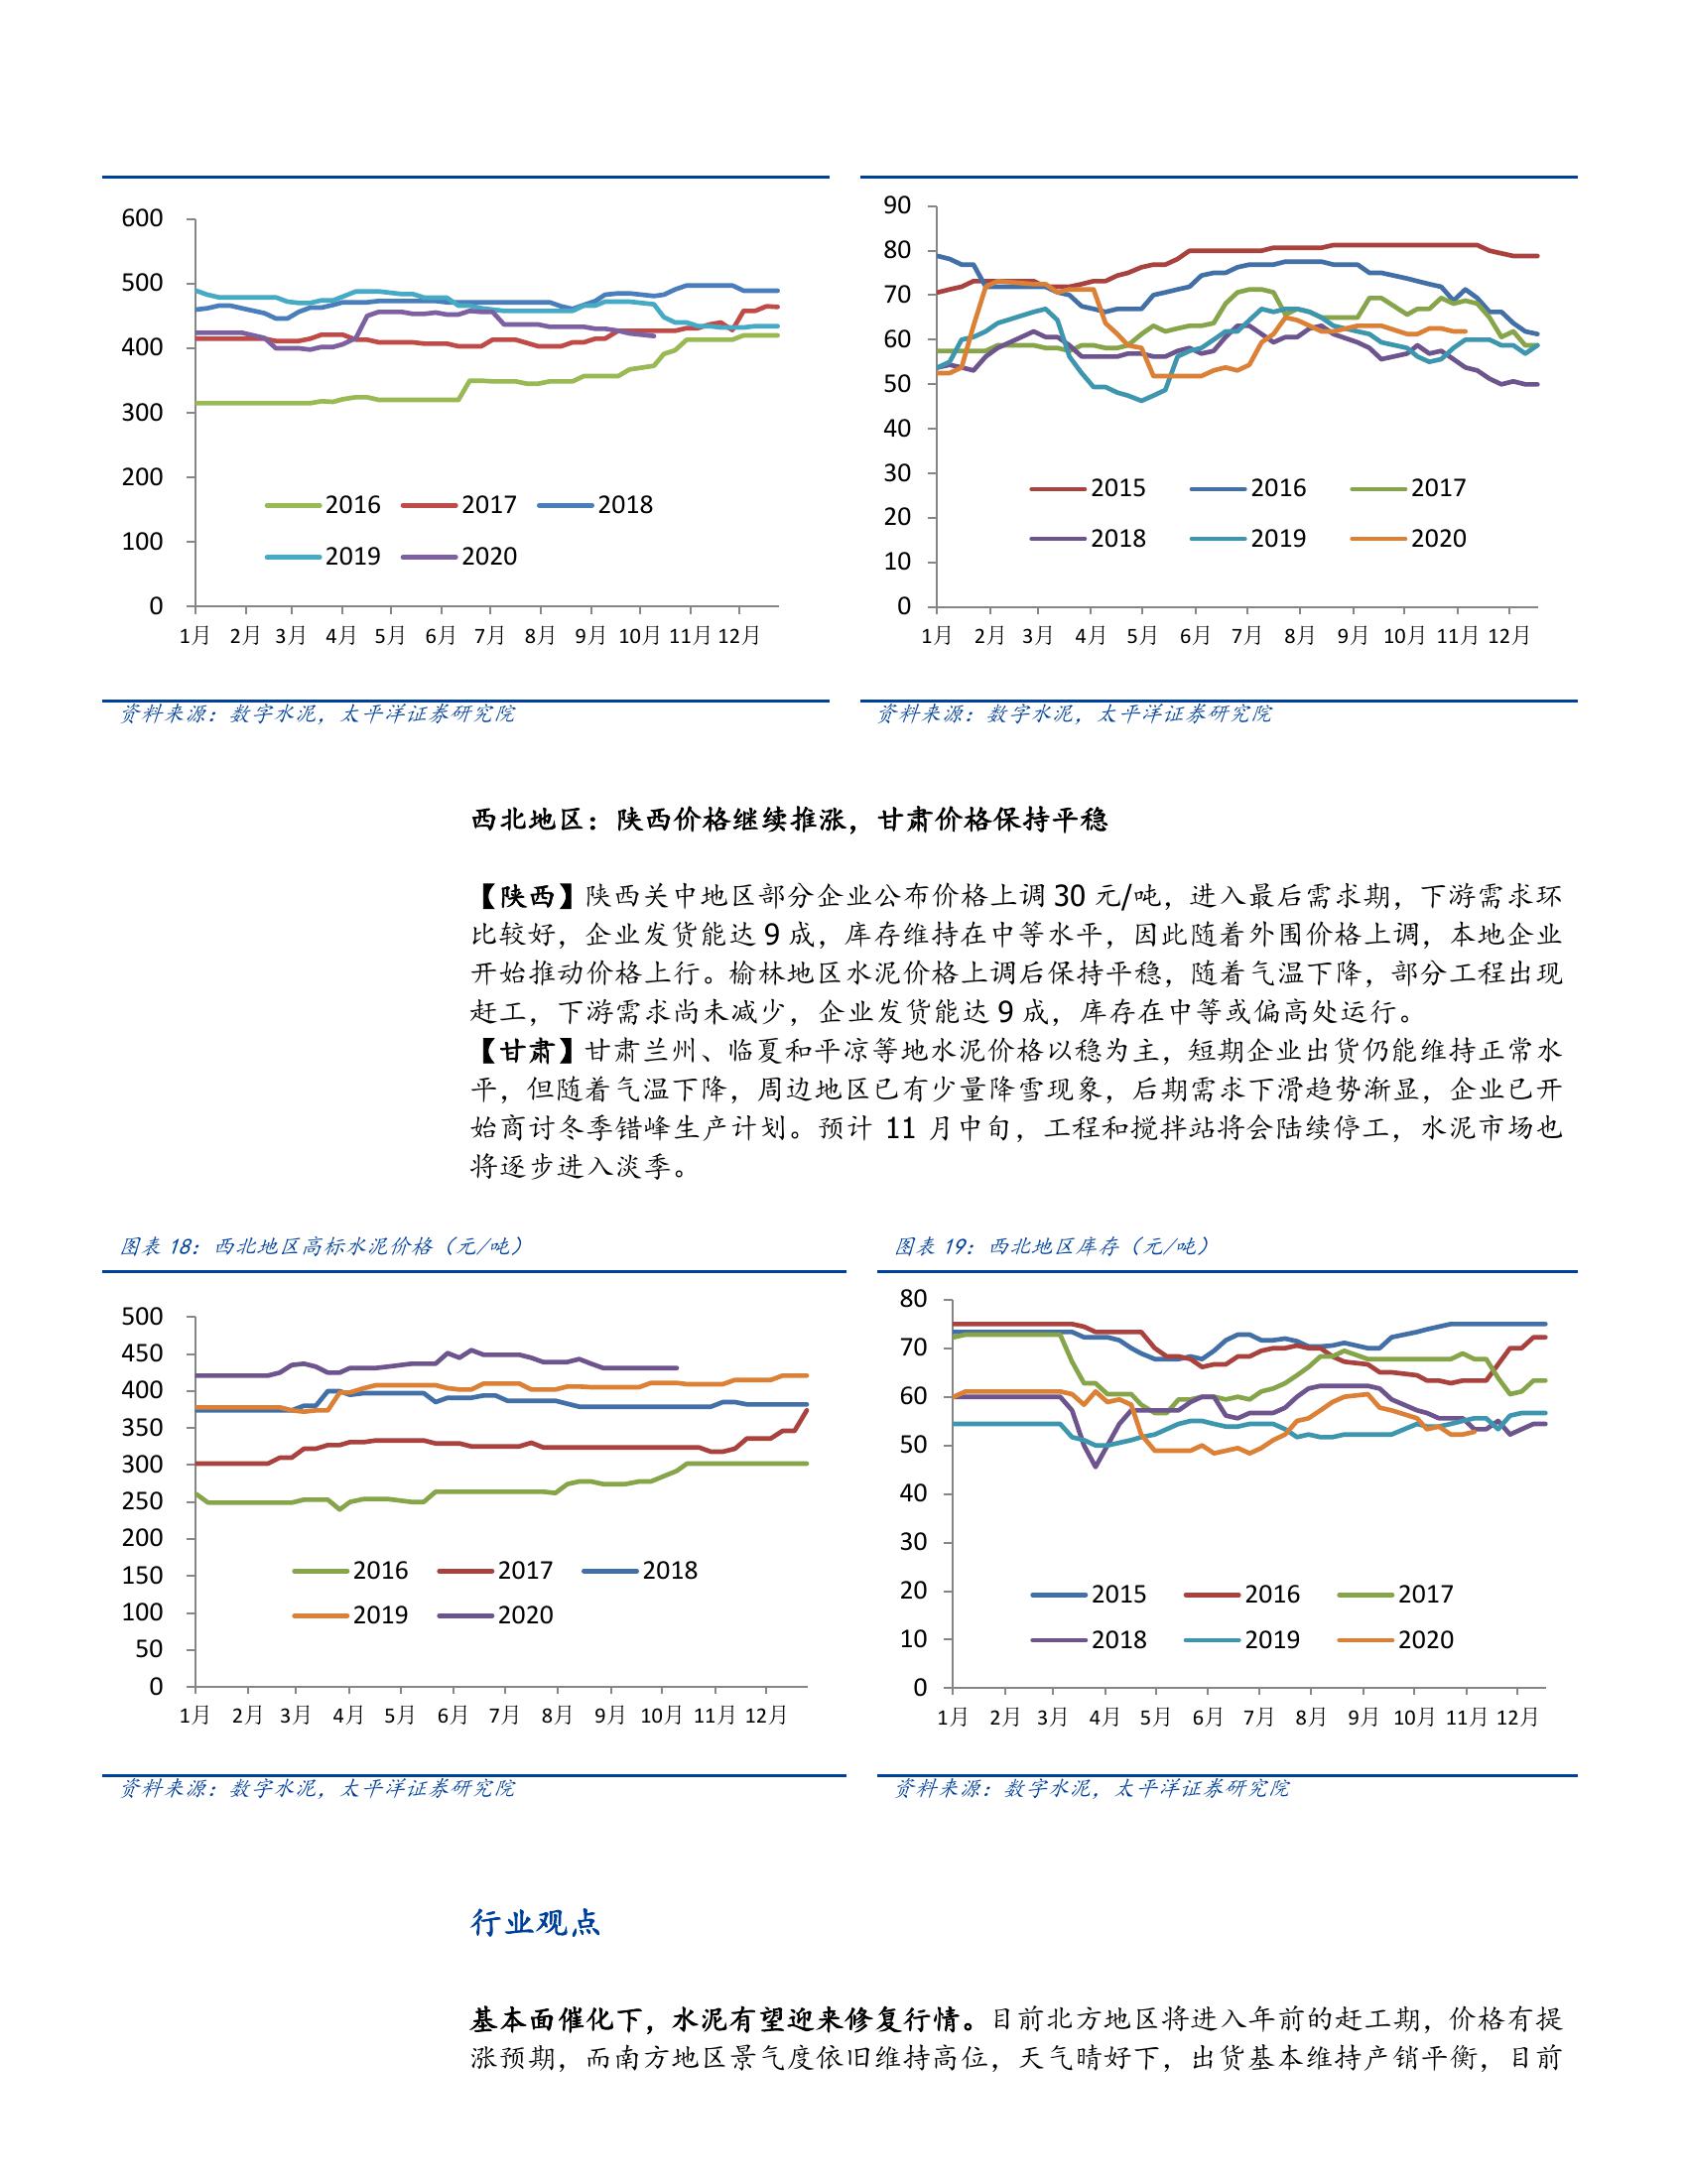 600
500
400
300
200
100
0
2016 2017 2018
2019 2020
1月 2月 3月 4月 5月 6月 7月 8月 9月 10月 11月 12月
资料来源：数字水泥，太平洋证券研究院
90
80
70
60
50
40
30
20
10
0
2015 2016 2017
2018 2019 2020
1月 2月 3月 4月 5月 6月 7月 8月 9月 10月 11月 12月
资料来源：数字水泥，太平洋证券研究院
西北地区：陕西价格继续推涨，甘肃价格保持平稳
【陕西】陕西关中地区部分企业公布价格上调 30 元/吨，进入最后需求期，下游需求环
比较好，企业发货能达 9 成，库存维持在中等水平，因此随着外围价格上调，本地企业
开始推动价格上行。榆林地区水泥价格上调后保持平稳，随着气温下降，部分工程出现
赶工，下游需求尚未减少，企业发货能达 9 成，库存在中等或偏高处运行。
【甘肃】甘肃兰州、临夏和平凉等地水泥价格以稳为主，短期企业出货仍能维持正常水
平，但随着气温下降，周边地区已有少量降雪现象，后期需求下滑趋势渐显，企业已开
始商讨冬季错峰生产计划。预计 11 月中旬，工程和搅拌站将会陆续停工，水泥市场也
将逐步进入淡季。
图表 18：西北地区高标水泥价格（元/吨）
500
450
400
350
300
250
200
150
100
50
0
2016 2017 2018
2019 2020
1月 2月 3月 4月 5月 6月 7月 8月 9月 10月 11月 12月
资料来源：数字水泥，太平洋证券研究院
图表 19：西北地区库存（元/吨）
80
70
60
50
40
30
20
10
0
2015 2016 2017
2018 2019 2020
1月 2月 3月 4月 5月 6月 7月 8月 9月 10月 11月 12月
资料来源：数字水泥，太平洋证券研究院
行业观点
基本面催化下，水泥有望迎来修复行情。目前北方地区将进入年前的赶工期，价格有提
涨预期，而南方地区景气度依旧维持高位，天气晴好下，出货基本维持产销平衡，目前